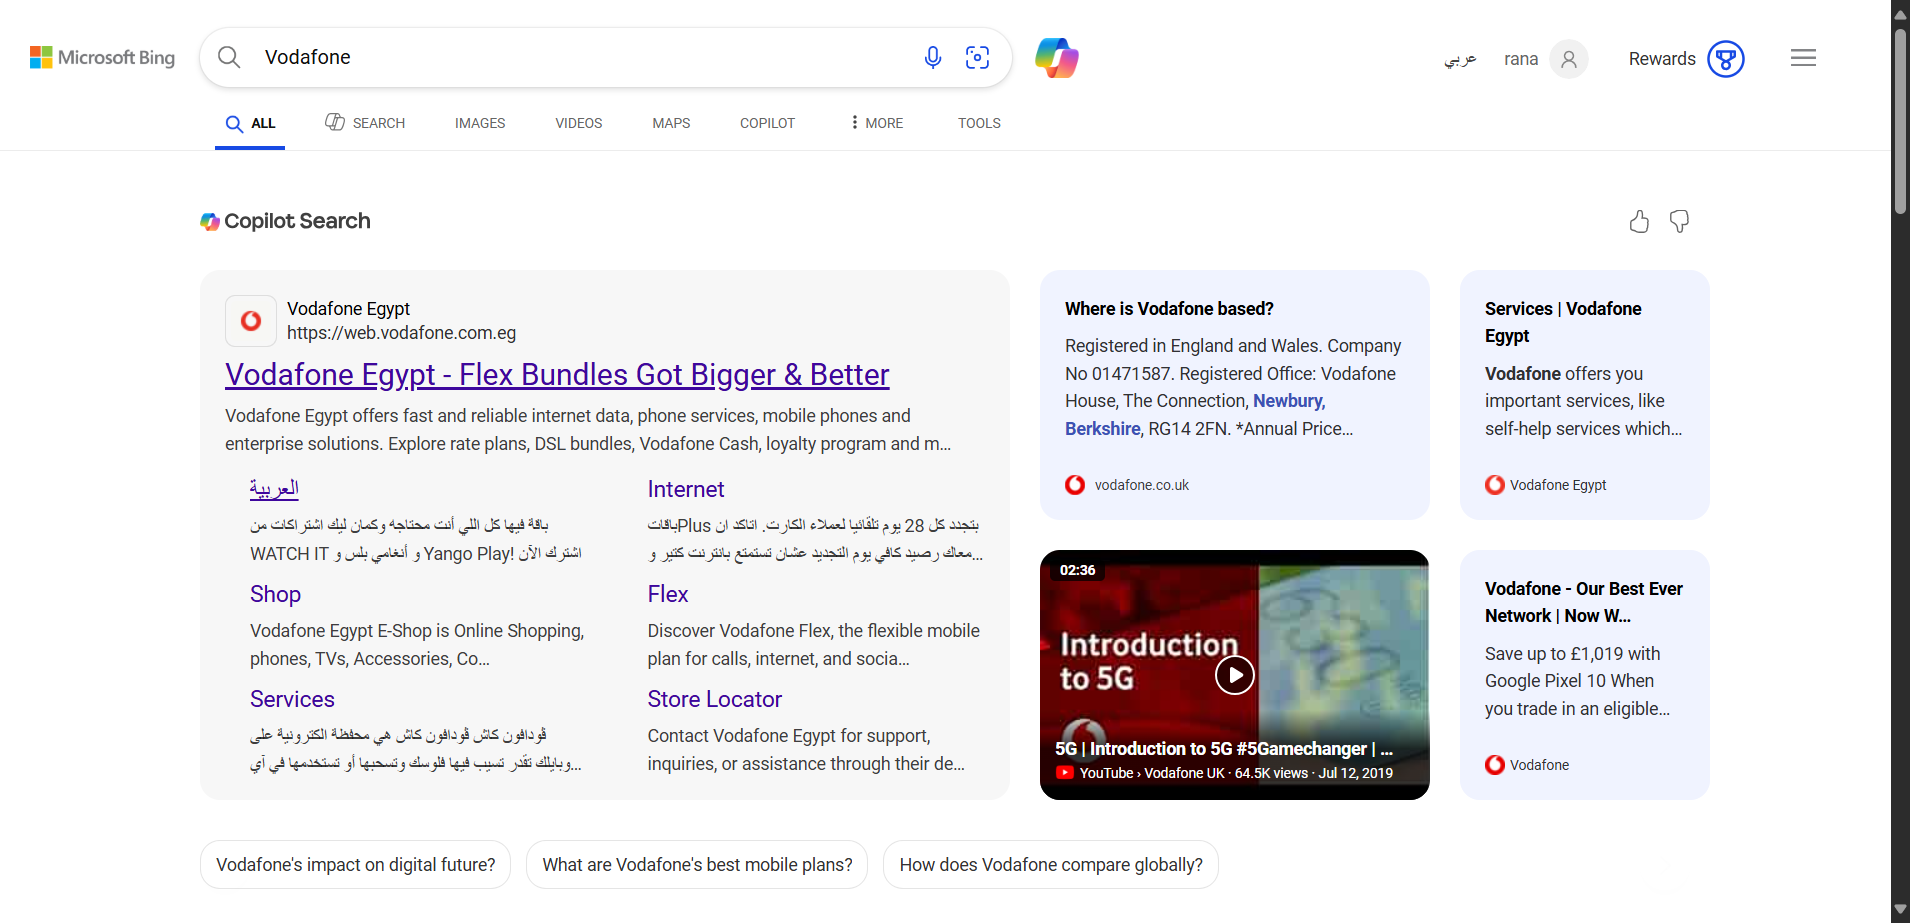 Microsoft Bing
Vodafone
عربي
rana
Rewards
ALL
SEARCH
IMAGES
VIDEOS
MAPS
COPILOT
MORE
TOOLS
Copilot Search
Vodafone Egypt
https://web.vodafone.com.eg
Vodafone Egypt - Flex Bundles Got Bigger & Better
Vodafone Egypt offers fast and reliable internet data, phone services, mobile phones and
enterprise solutions. Explore rate plans, DSL bundles, Vodafone Cash, loyalty program and m...
العربية
باقة فيها كل اللي أنت محتاجه وكمان ليك اشتراكات من
WATCH IT و أنغامي بلس و Yango Play! اشترك الآن
Internet
باقاتPlus بتجدد كل 28 يوم تلقائيا لعملاء الكارت. اتاكد ان
معاك رصيد كافي يوم التجديد عشان تستمتع بانترنت كتير و...
Shop
Vodafone Egypt E-Shop is Online Shopping,
phones, TVs, Accessories, Co...
Flex
Discover Vodafone Flex, the flexible mobile
plan for calls, internet, and socia...
Services
ڤودافون كاش ڤودافون كاش هي محفظة الكترونية على
موبايلك تقدر تسيب فيها فلوسك وتسحبها أو تستخدمها في آي...
Store Locator
Contact Vodafone Egypt for support,
inquiries, or assistance through their de...
Where is Vodafone based?
Registered in England and Wales. Company
No 01471587. Registered Office: Vodafone
House, The Connection, Newbury,
Berkshire, RG14 2FN. *Annual Price...
vodafone.co.uk
Services | Vodafone
Egypt
Vodafone offers you
important services, like
self-help services which...
Vodafone Egypt
02:36
Introduction
to 5G
5G | Introduction to 5G #5Gamechanger | ...
YouTube › Vodafone UK · 64.5K views · Jul 12, 2019
Vodafone - Our Best Ever
Network | Now W...
Save up to £1,019 with
Google Pixel 10 When
you trade in an eligible...
Vodafone
Vodafone's impact on digital future?
What are Vodafone's best mobile plans?
How does Vodafone compare globally?